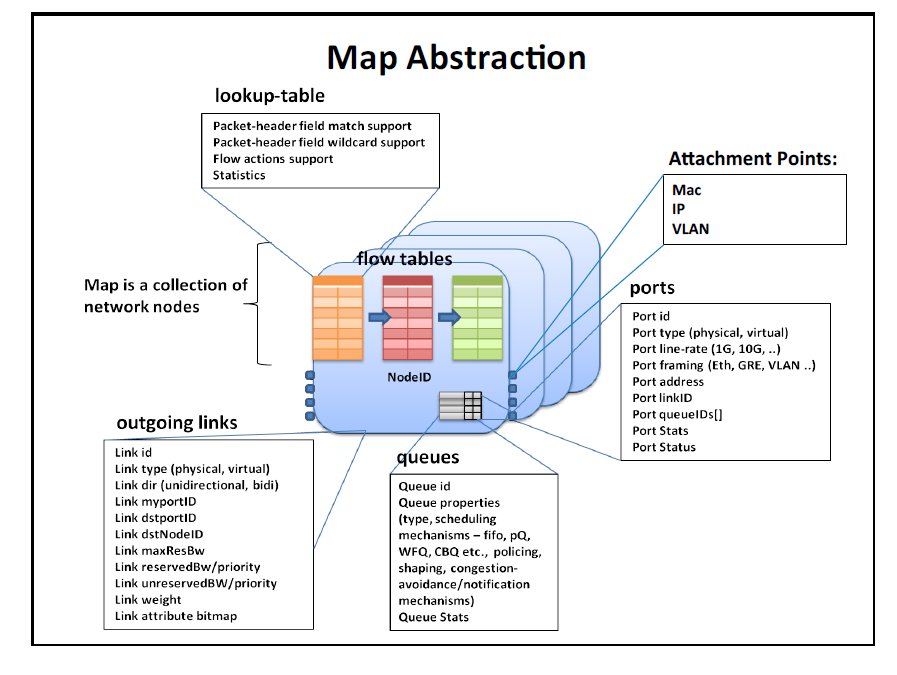 Map Abstraction
lookup-table
Packet-header field match support
Packet-header field wildcard support
Flow actions support
Statistics
Attachment Points:
Mac
IP
VLAN
flow tables
Map is a collection of
network nodes
NodeID
ports
Port id
Port type (physical, virtual)
Port line-rate (1G, 10G, ..)
Port framing (Eth, GRE, VLAN ..)
Port address
Port linkID
Port queueIDs[]
Port Stats
Port Status
outgoing links
Link id
Link type (physical, virtual)
Link dir (unidirectional, bidi)
Link myportID
Link dstportID
Link dstNodeID
Link maxResBw
Link reservedBw/priority
Link unreservedBW/priority
Link weight
Link attribute bitmap
queues
Queue id
Queue properties
(type, scheduling
mechanisms – fifo, pQ,
WFQ, CBQ etc., policing,
shaping, congestion-
avoidance/notification
mechanisms)
Queue Stats